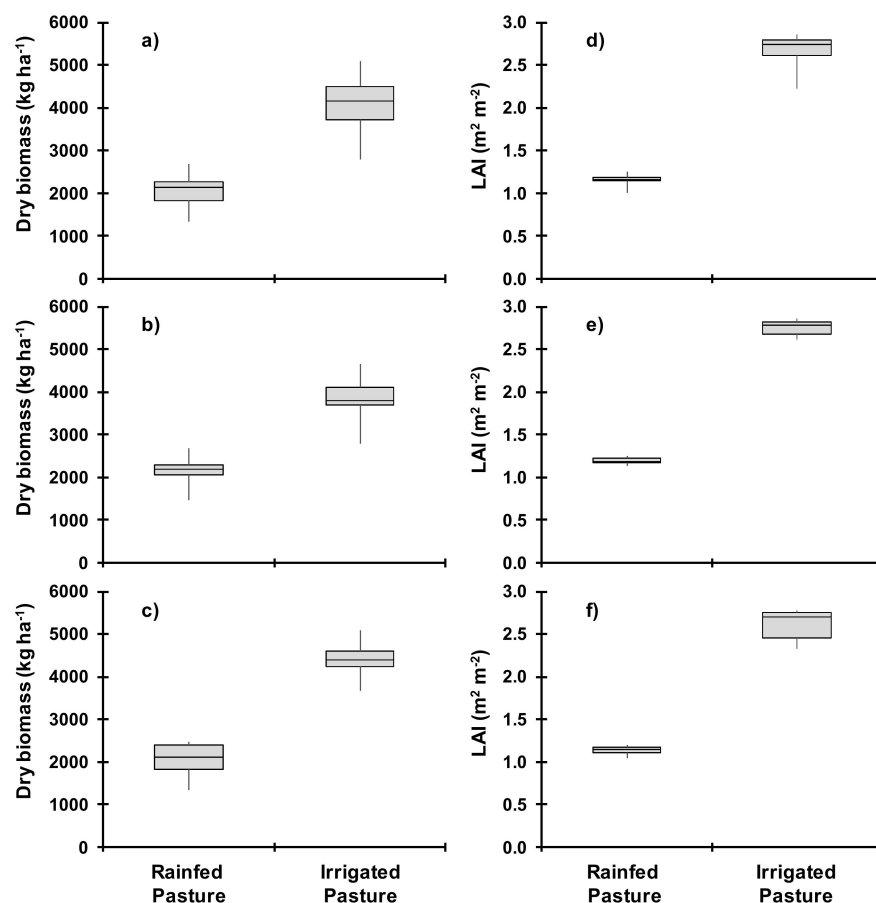 a)
Dry biomass (kg ha⁻¹)
6000
5000
4000
3000
2000
1000
0
d)
LAI (m² m⁻²)
3.0
2.5
2.0
1.5
1.0
0.5
0.0
b)
Dry biomass (kg ha⁻¹)
6000
5000
4000
3000
2000
1000
0
e)
LAI (m² m⁻²)
3.0
2.5
2.0
1.5
1.0
0.5
0.0
c)
Dry biomass (kg ha⁻¹)
6000
5000
4000
3000
2000
1000
0
Rainfed
Pasture
Irrigated
Pasture
f)
LAI (m² m⁻²)
3.0
2.5
2.0
1.5
1.0
0.5
0.0
Rainfed
Pasture
Irrigated
Pasture